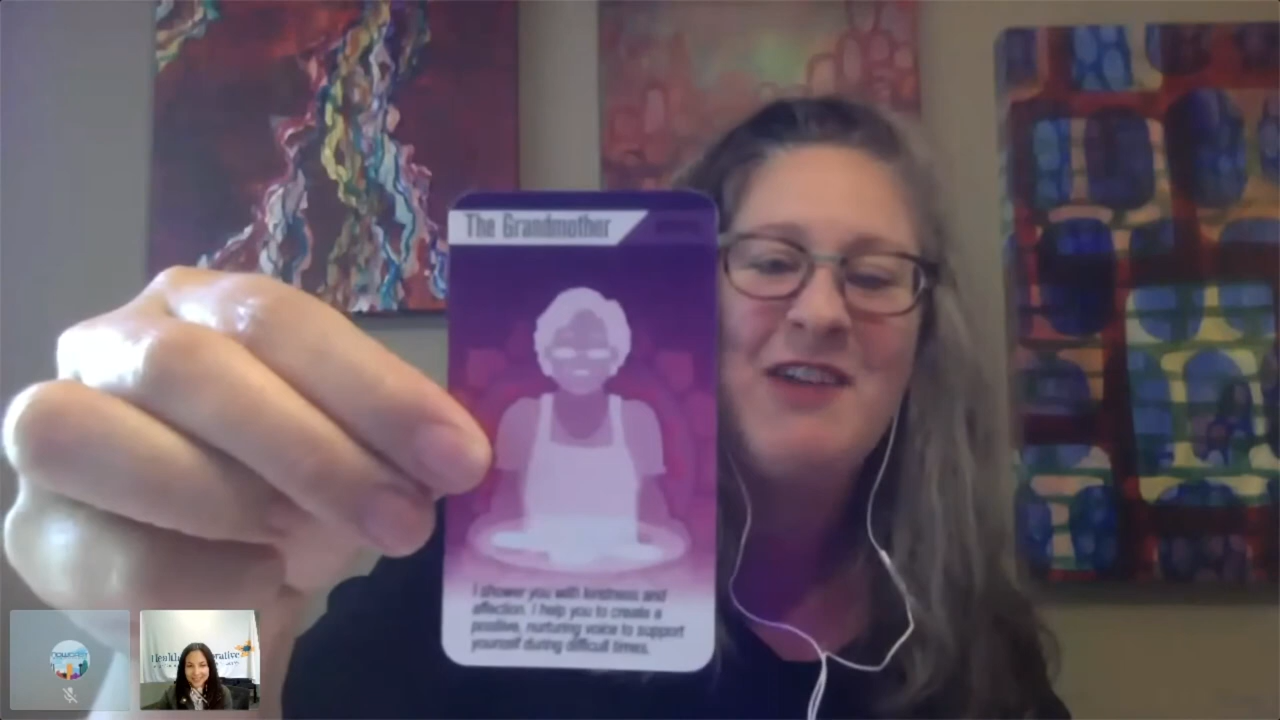 The Grandmother
I shower you with kindness and
affection. I help you to create a
positive, nurturing voice to support
yourself during difficult times.
Health